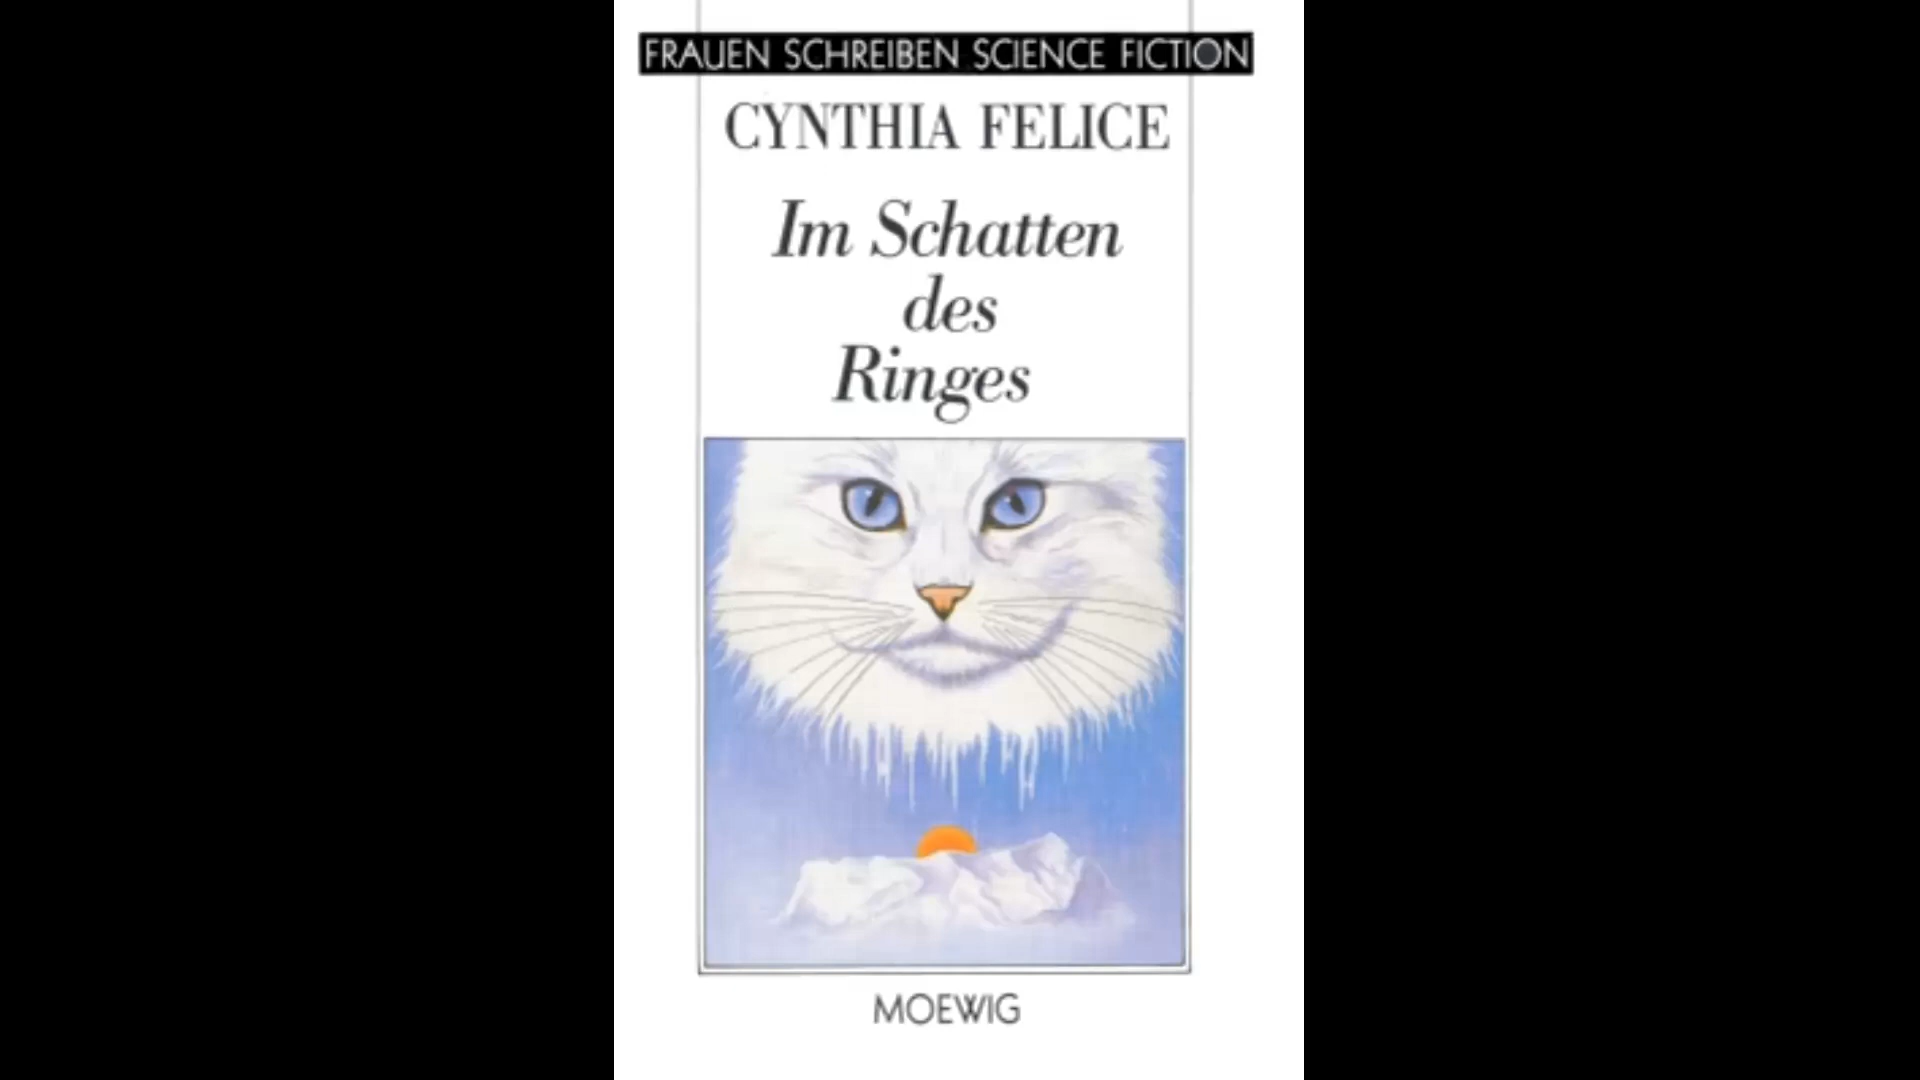 FRAUEN SCHREIBEN SCIENCE FICTION
CYNTHIA FELICE
Im Schatten
des
Ringes
MOEWIG